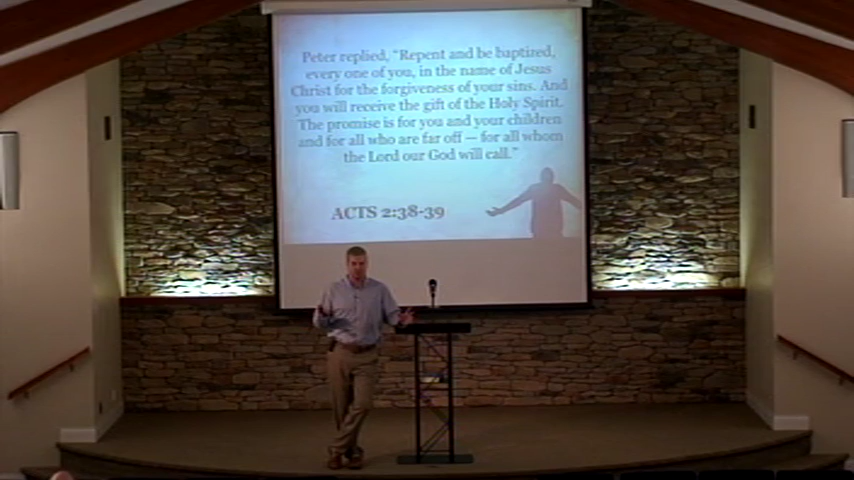 Peter replied, "Repent and be baptized,
every one of you, in the name of Jesus
Christ for the forgiveness of your sins. And
you will receive the gift of the Holy Spirit.
The promise is for you and your children
and for all who are far off — for all whom
the Lord our God will call."
ACTS 2:38-39